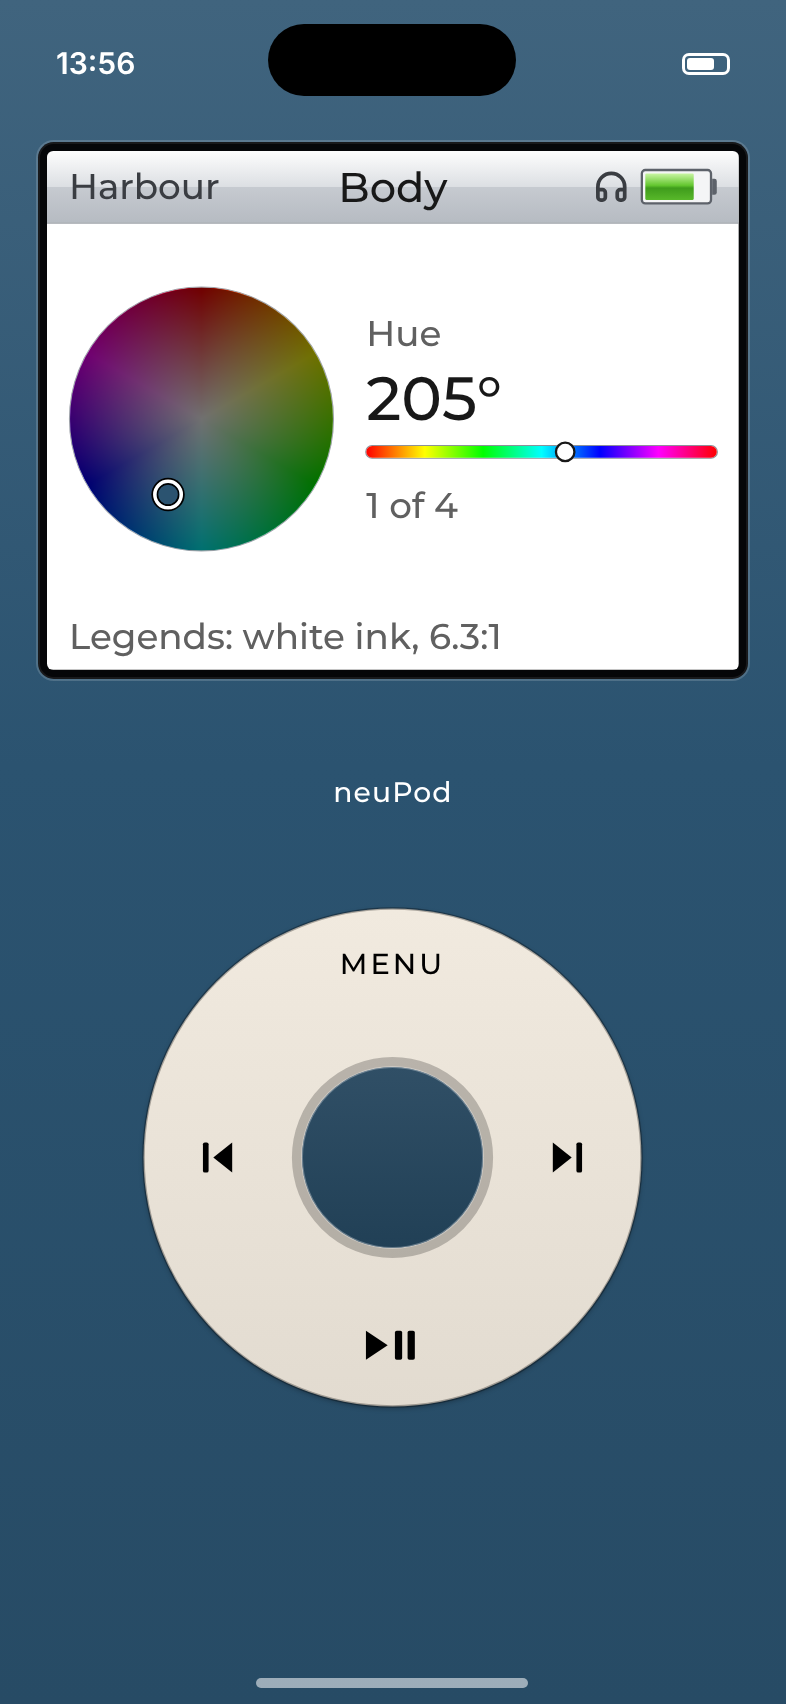 13:56
Harbour Body
Hue
205°
1 of 4
Legends: white ink, 6.3:1
neuPod
MENU